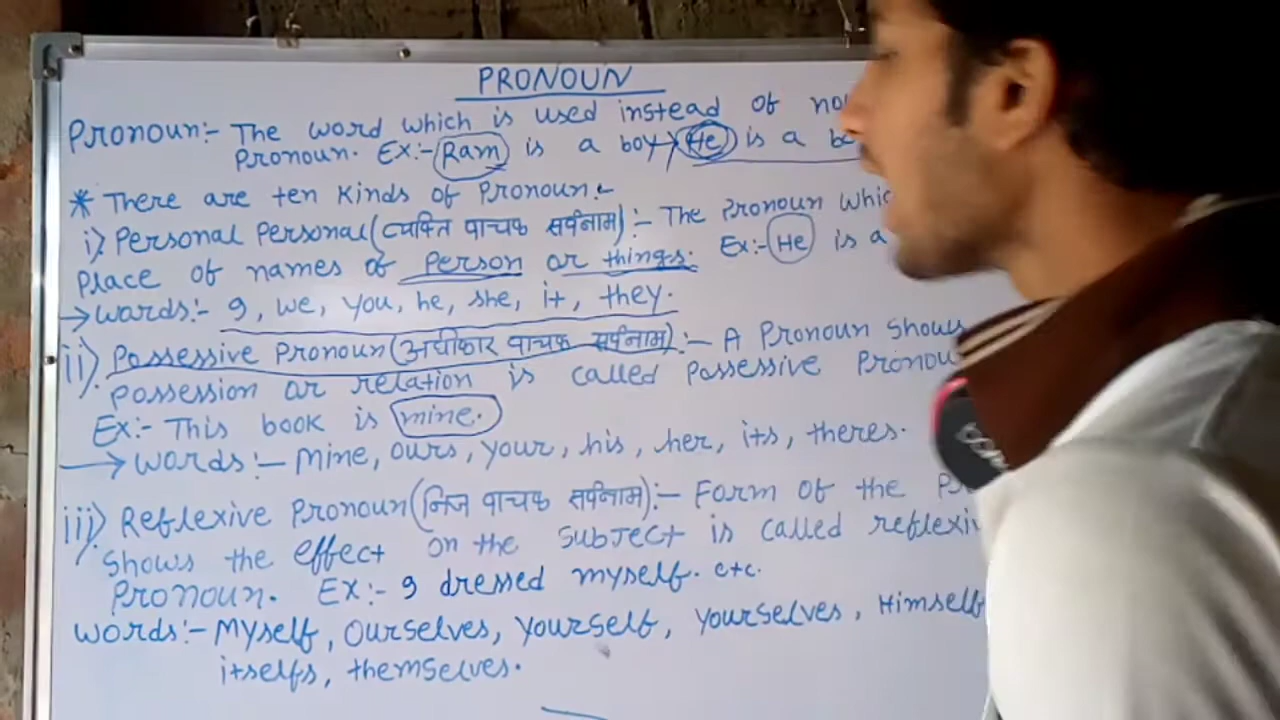 PRONOUN
Pronoun:- The word which is used instead of
Pronoun. Ex:- Ram is a boy, He is a
* There are ten Kinds of Pronoun:-
i). Personal Personal (व्यक्ति वाचक सर्वनाम):- The Pronoun
Place of names of Person or things. Ex:- He is a
→ words:- I, we, you, he, she, it, they.
ii). Possessive Pronoun (अधीकार वाचक सर्वनाम):- A Pronoun shows
Possession or relation is called Possessive
Ex:- This book is mine.
→ words:- Mine, ours, your, his, her, its, theres.
iii). Reflexive Pronoun (निज वाचक सर्वनाम):- Form of the
Shows the effect on the subject is called
Pronoun. Ex:- I dressed myself. etc.
words:- Myself, Ourselves, Yourself, Yourselves, Himself
itselfs, themselves.